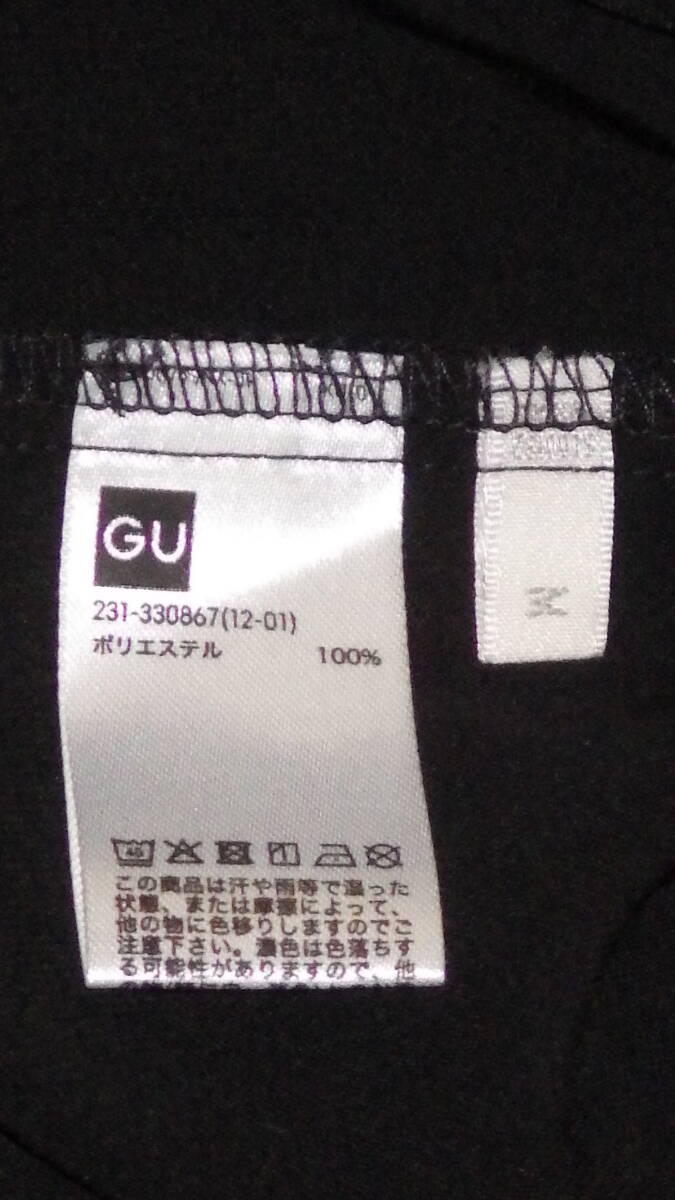 GU
231-330867(12-01)
ポリエステル 100%
40
この商品は汗や雨等で湿った
状態、または摩擦によって、
他の物に色移りしますのでご
注意下さい。濃色は色落ちす
る可能性がありますので、他
M